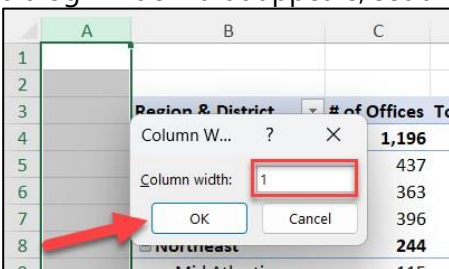 A B C
1
2
3 Region & District # of Offices To
4 1,196
Column W... ? X
5 437
Column width: 1
6 363
7 396
OK Cancel
8 Northeast 244